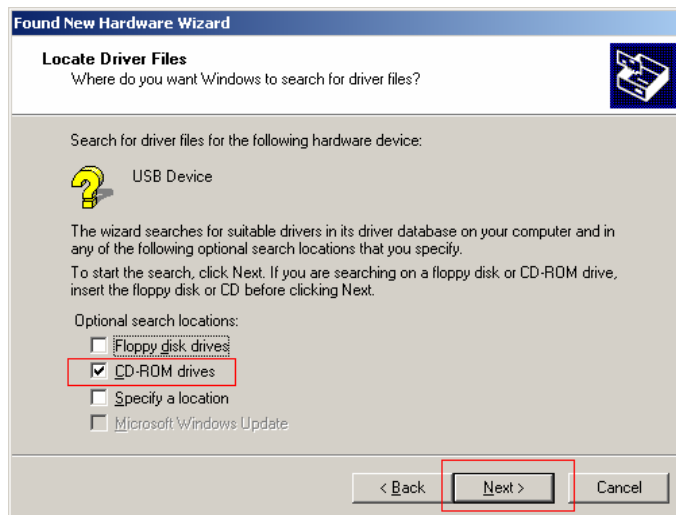 Found New Hardware Wizard
Locate Driver Files
Where do you want Windows to search for driver files?
Search for driver files for the following hardware device:
USB Device
The wizard searches for suitable drivers in its driver database on your computer and in
any of the following optional search locations that you specify.
To start the search, click Next. If you are searching on a floppy disk or CD-ROM drive,
insert the floppy disk or CD before clicking Next.
Optional search locations:
Floppy disk drives
CD-ROM drives
Specify a location
Microsoft Windows Update
< Back Next > Cancel